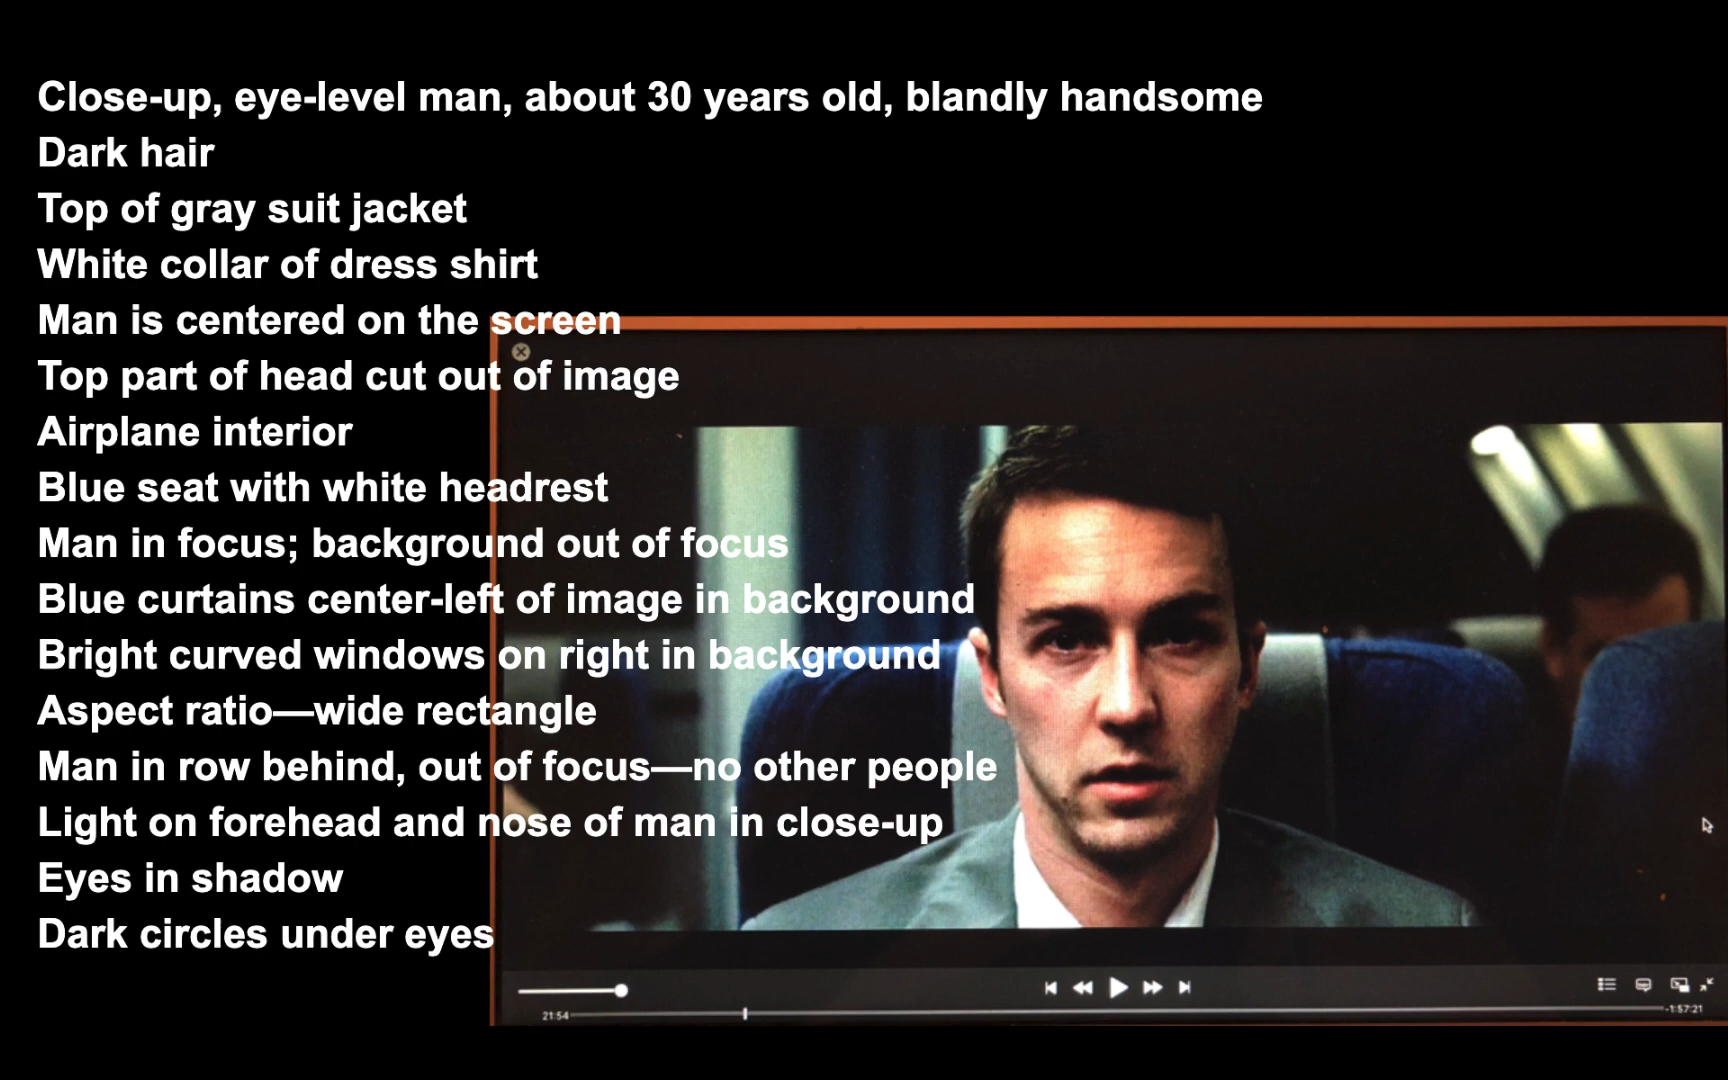 Close-up, eye-level man, about 30 years old, blandly handsome
Dark hair
Top of gray suit jacket
White collar of dress shirt
Man is centered on the screen
Top part of head cut out of image
Airplane interior
Blue seat with white headrest
Man in focus; background out of focus
Blue curtains center-left of image in background
Bright curved windows on right in background
Aspect ratio—wide rectangle
Man in row behind, out of focus—no other people
Light on forehead and nose of man in close-up
Eyes in shadow
Dark circles under eyes
21:54
-1:57:21